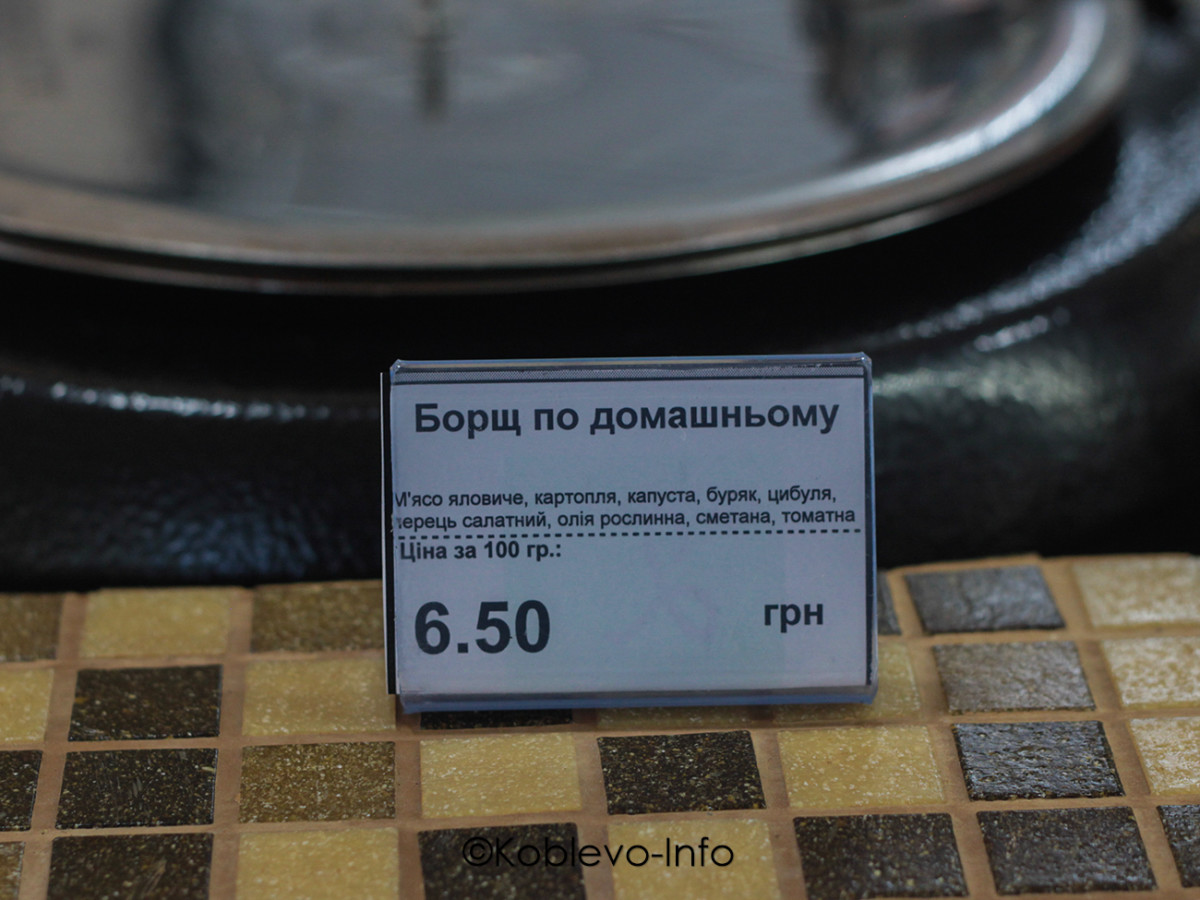 Борщ по домашньому
М'ясо яловиче, картопля, капуста, буряк, цибуля,
перець салатний, олія рослинна, сметана, томатна
Ціна за 100 гр.:
6.50 грн
©Koblevo-Info